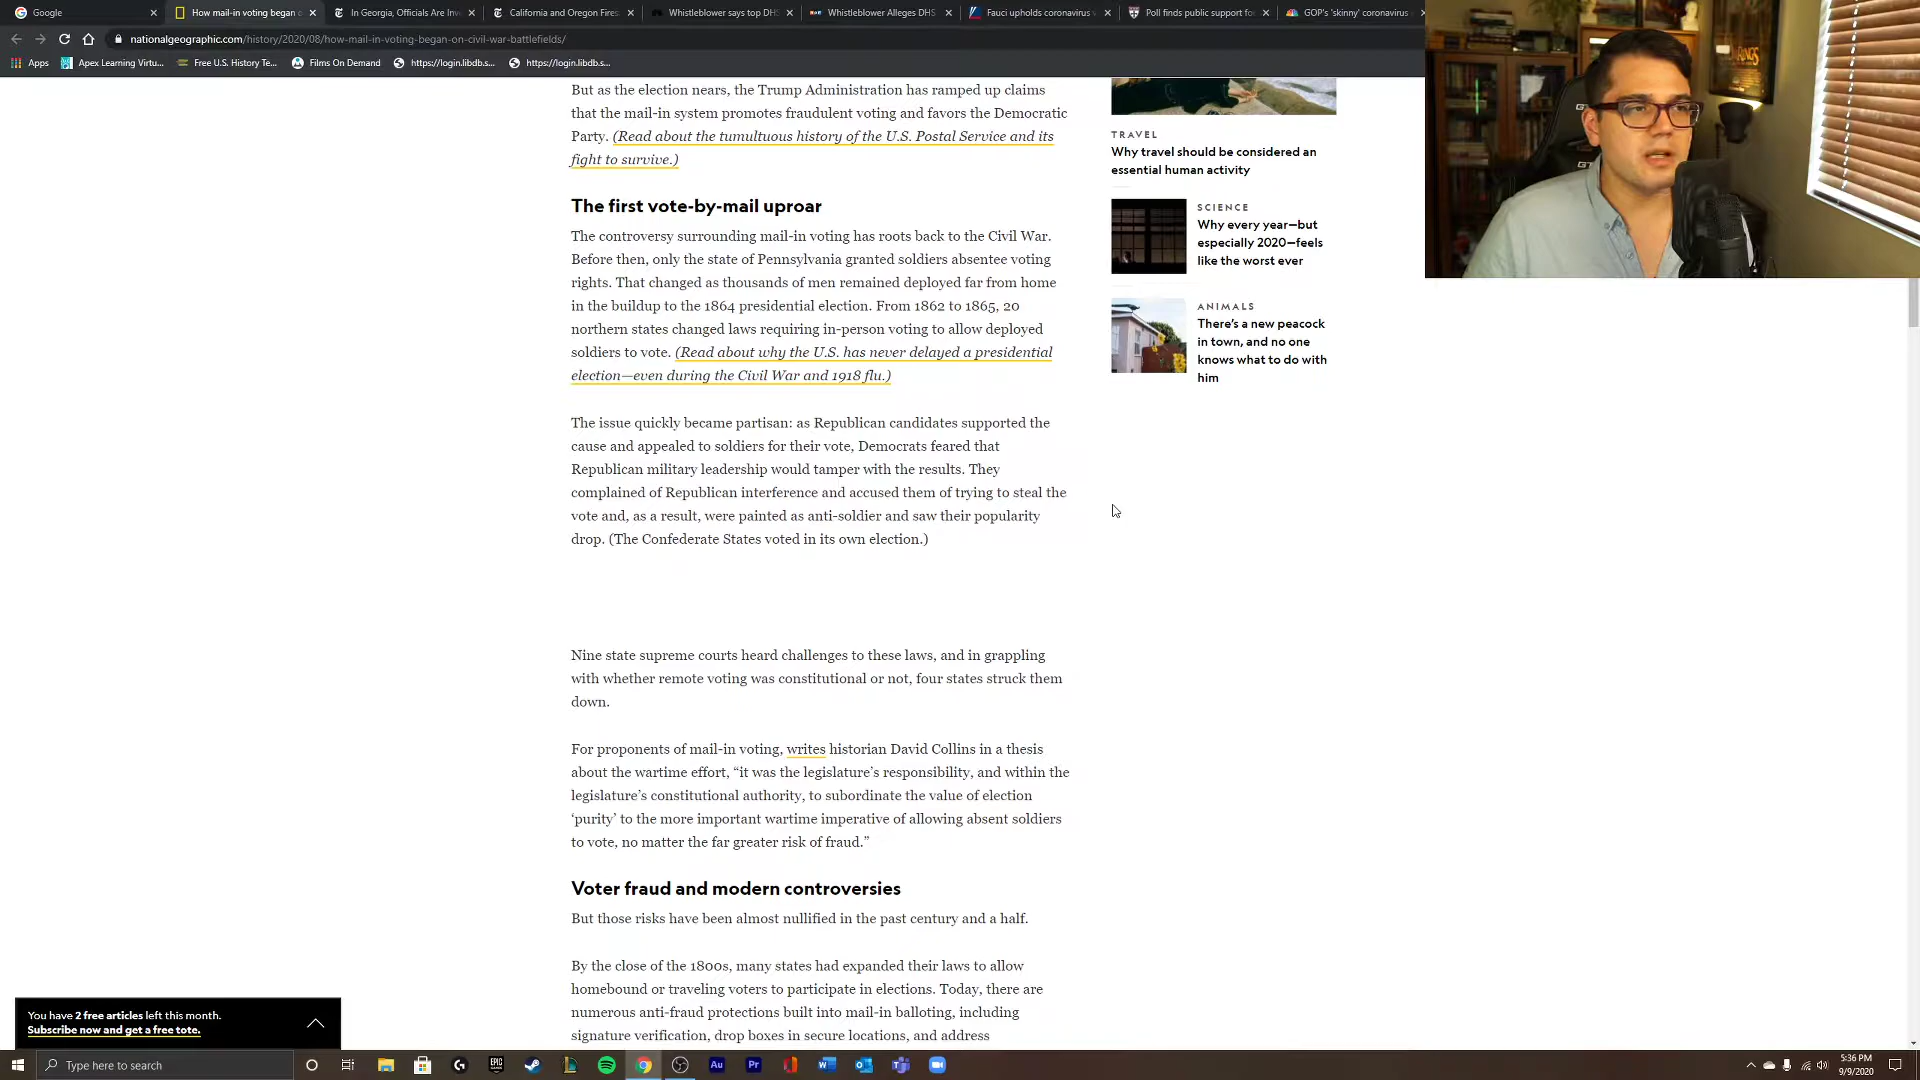 Google
How mail-in voting began
In Georgia, Officials Are Inv
California and Oregon Fires
Whistleblower says top DHS
Whistleblower Alleges DHS
Fauci upholds coronavirus
Poll finds public support fo
GOP's 'skinny' coronavirus
nationalgeographic.com/history/2020/08/how-mail-in-voting-began-on-civil-war-battlefields/
Apps
Apex Learning Virtu...
Free U.S. History Te...
Films On Demand
https://login.libdb.s...
https://login.libdb.s...
But as the election nears, the Trump Administration has ramped up claims
that the mail-in system promotes fraudulent voting and favors the Democratic
Party. (Read about the tumultuous history of the U.S. Postal Service and its
fight to survive.)
The first vote-by-mail uproar
The controversy surrounding mail-in voting has roots back to the Civil War.
Before then, only the state of Pennsylvania granted soldiers absentee voting
rights. That changed as thousands of men remained deployed far from home
in the buildup to the 1864 presidential election. From 1862 to 1865, 20
northern states changed laws requiring in-person voting to allow deployed
soldiers to vote. (Read about why the U.S. has never delayed a presidential
election—even during the Civil War and 1918 flu.)
The issue quickly became partisan: as Republican candidates supported the
cause and appealed to soldiers for their vote, Democrats feared that
Republican military leadership would tamper with the results. They
complained of Republican interference and accused them of trying to steal the
vote and, as a result, were painted as anti-soldier and saw their popularity
drop. (The Confederate States voted in its own election.)
Nine state supreme courts heard challenges to these laws, and in grappling
with whether remote voting was constitutional or not, four states struck them
down.
For proponents of mail-in voting, writes historian David Collins in a thesis
about the wartime effort, “it was the legislature’s responsibility, and within the
legislature’s constitutional authority, to subordinate the value of election
‘purity’ to the more important wartime imperative of allowing absent soldiers
to vote, no matter the far greater risk of fraud.”
Voter fraud and modern controversies
But those risks have been almost nullified in the past century and a half.
By the close of the 1800s, many states had expanded their laws to allow
homebound or traveling voters to participate in elections. Today, there are
numerous anti-fraud protections built into mail-in balloting, including
signature verification, drop boxes in secure locations, and address
TRAVEL
Why travel should be considered an
essential human activity
SCIENCE
Why every year—but
especially 2020—feels
like the worst ever
ANIMALS
There’s a new peacock
in town, and no one
knows what to do with
him
You have 2 free articles left this month.
Subscribe now and get a free tote.
Type here to search
5:36 PM
9/9/2020